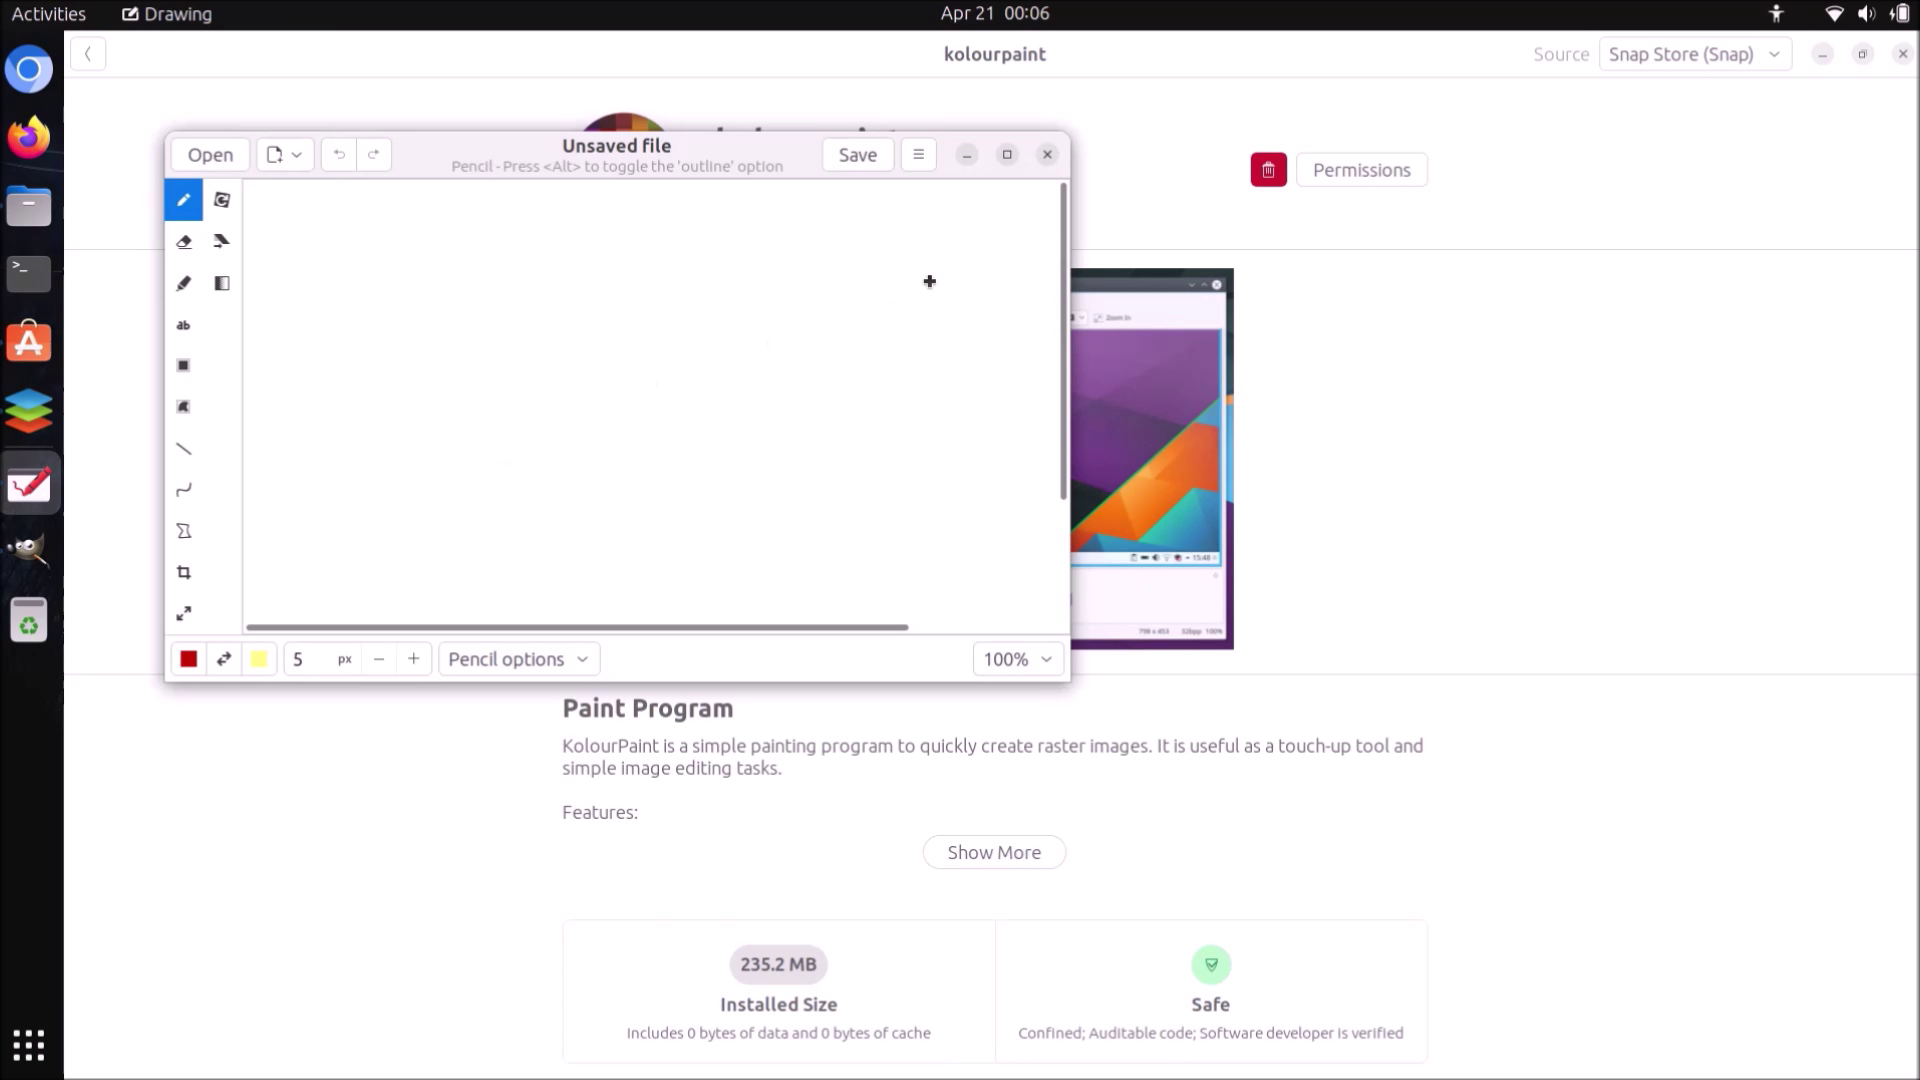 Activities
Drawing
Apr 21 00:06
kolourpaint
Source
Snap Store (Snap)
Open
Unsaved file
Pencil - Press <Alt> to toggle the 'outline' option
Save
Permissions
ab
Zoom In
15:48
5 px
Pencil options
100%
Paint Program
KolourPaint is a simple painting program to quickly create raster images. It is useful as a touch-up tool and
simple image editing tasks.
Features:
Show More
235.2 MB
Installed Size
Includes 0 bytes of data and 0 bytes of cache
Safe
Confined; Auditable code; Software developer is verified